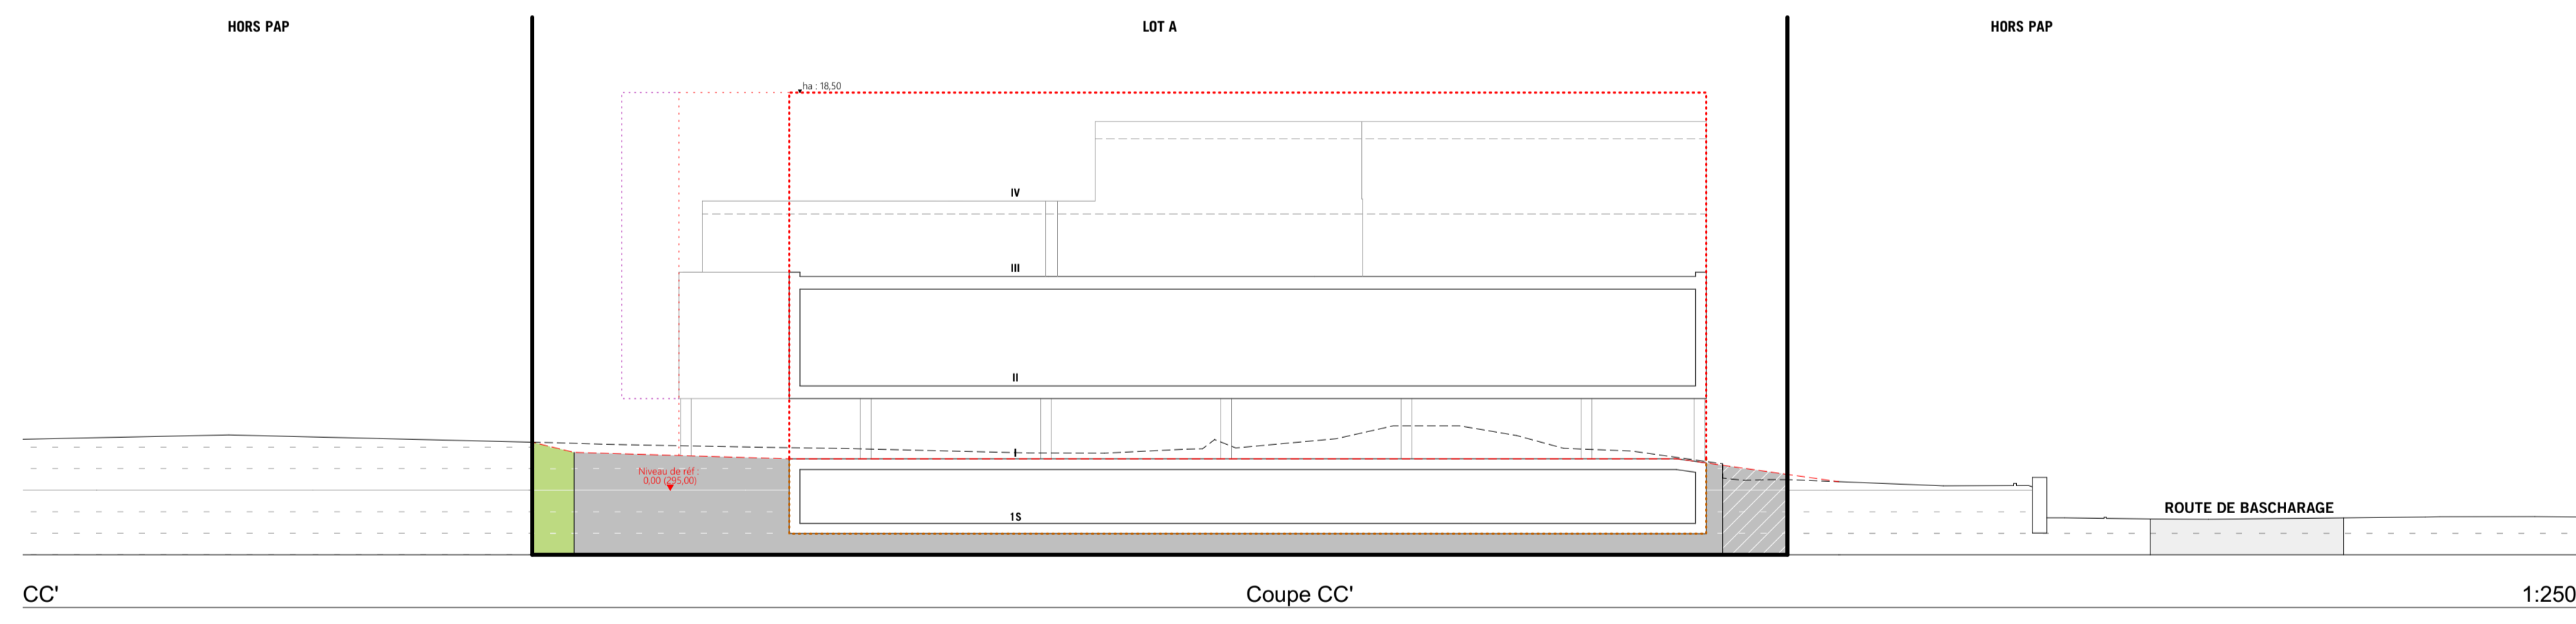 HORS PAP
LOT A
HORS PAP
ha : 18,50
IV
III
II
I
Niveau de réf :
0,00 (295,00)
1S
ROUTE DE BASCHARAGE
CC'
Coupe CC'
1:250